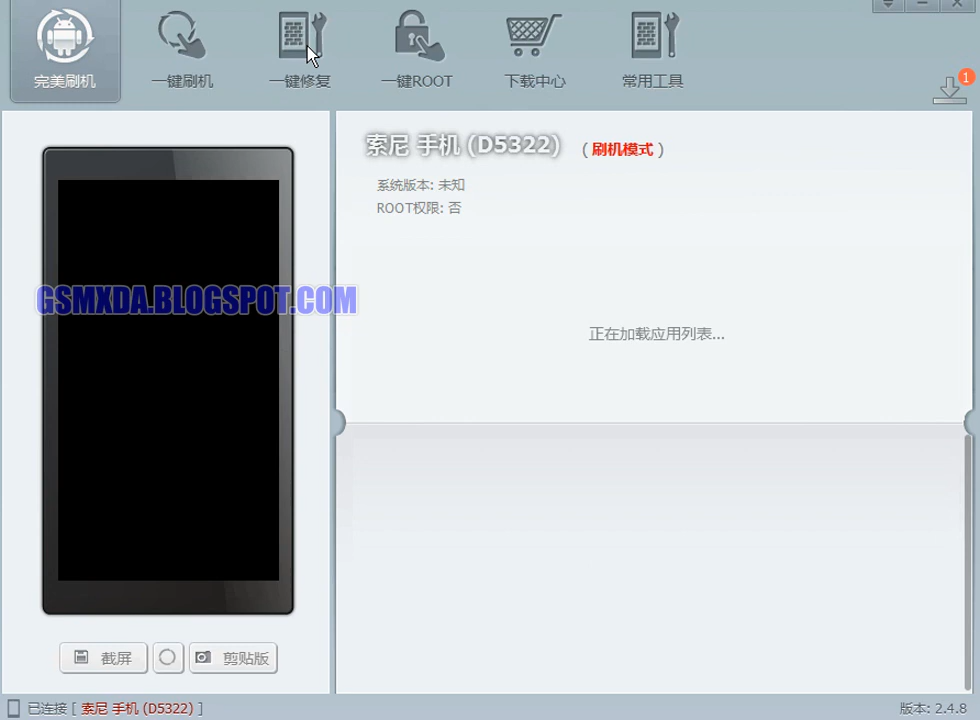 完美刷机
一键刷机
一键修复
一键ROOT
下载中心
常用工具
1
索尼 手机 (D5322) ( 刷机模式 )
系统版本: 未知
ROOT权限: 否
GSMXDA.BLOGSPOT.COM
正在加载应用列表...
截屏
剪贴版
已连接 [ 索尼 手机 (D5322) ]
版本: 2.4.8